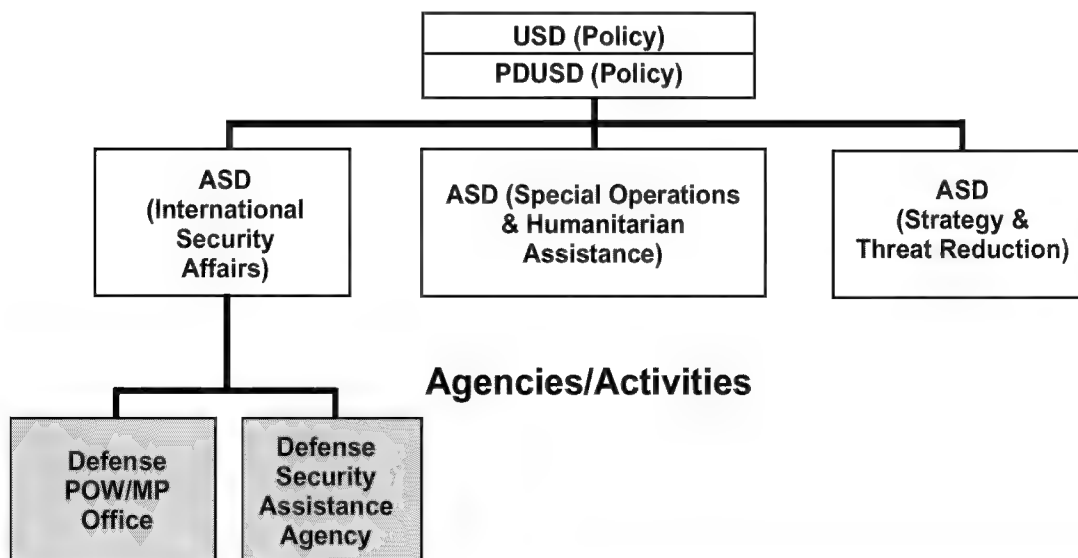 USD (Policy)
PDUSD (Policy)
ASD
(International
Security
Affairs)
ASD (Special Operations
& Humanitarian
Assistance)
ASD
(Strategy &
Threat Reduction)
Agencies/Activities
Defense
POW/MP
Office
Defense
Security
Assistance
Agency